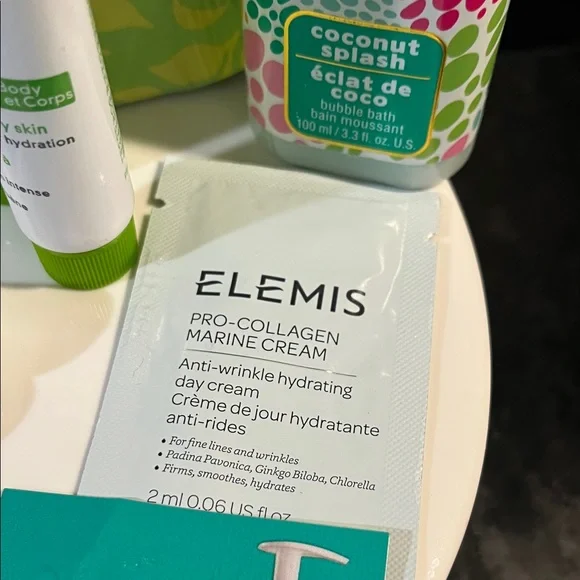 coconut
splash
éclat de
coco
bubble bath
bain moussant
100 ml / 3.3 fl. oz. U.S
Body
et Corps
skin
hydration
intense
ELEMIS
PRO-COLLAGEN
MARINE CREAM
Anti-wrinkle hydrating
day cream
Crème de jour hydratante
anti-rides
• For fine lines and wrinkles
• Padina Pavonica, Ginkgo Biloba, Chlorella
• Firms, smoothes, hydrates
2 ml 0.06 US fl oz